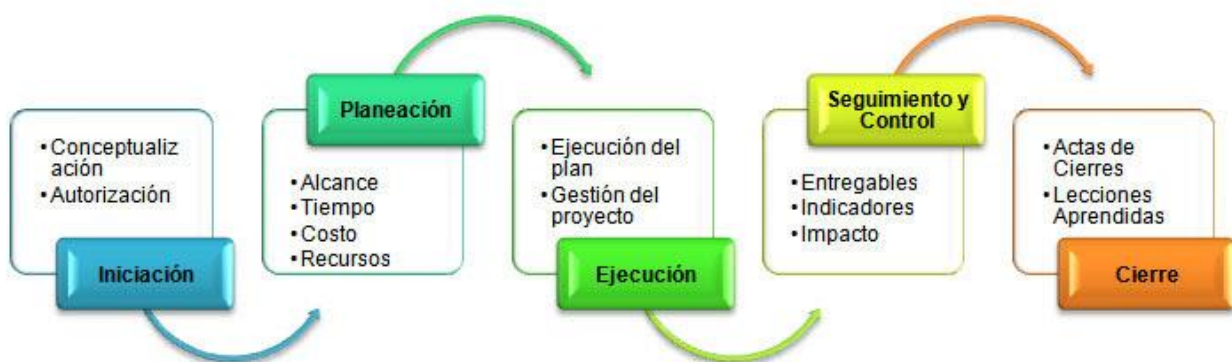 • Conceptualiz
ación
• Autorización
Iniciación
Planeación
• Alcance
• Tiempo
• Costo
• Recursos
• Ejecución del
plan
• Gestión del
proyecto
Ejecución
Seguimiento y
Control
• Entregables
• Indicadores
• Impacto
• Actas de
Cierres
• Lecciones
Aprendidas
Cierre